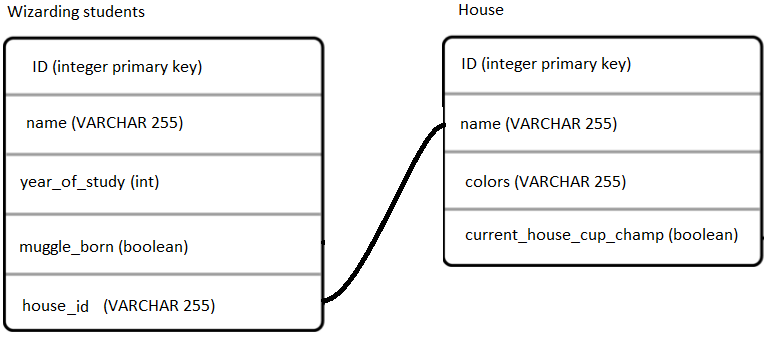 Wizarding students
ID (integer primary key)
name (VARCHAR 255)
year_of_study (int)
muggle_born (boolean)
house_id (VARCHAR 255)
House
ID (integer primary key)
name (VARCHAR 255)
colors (VARCHAR 255)
current_house_cup_champ (boolean)